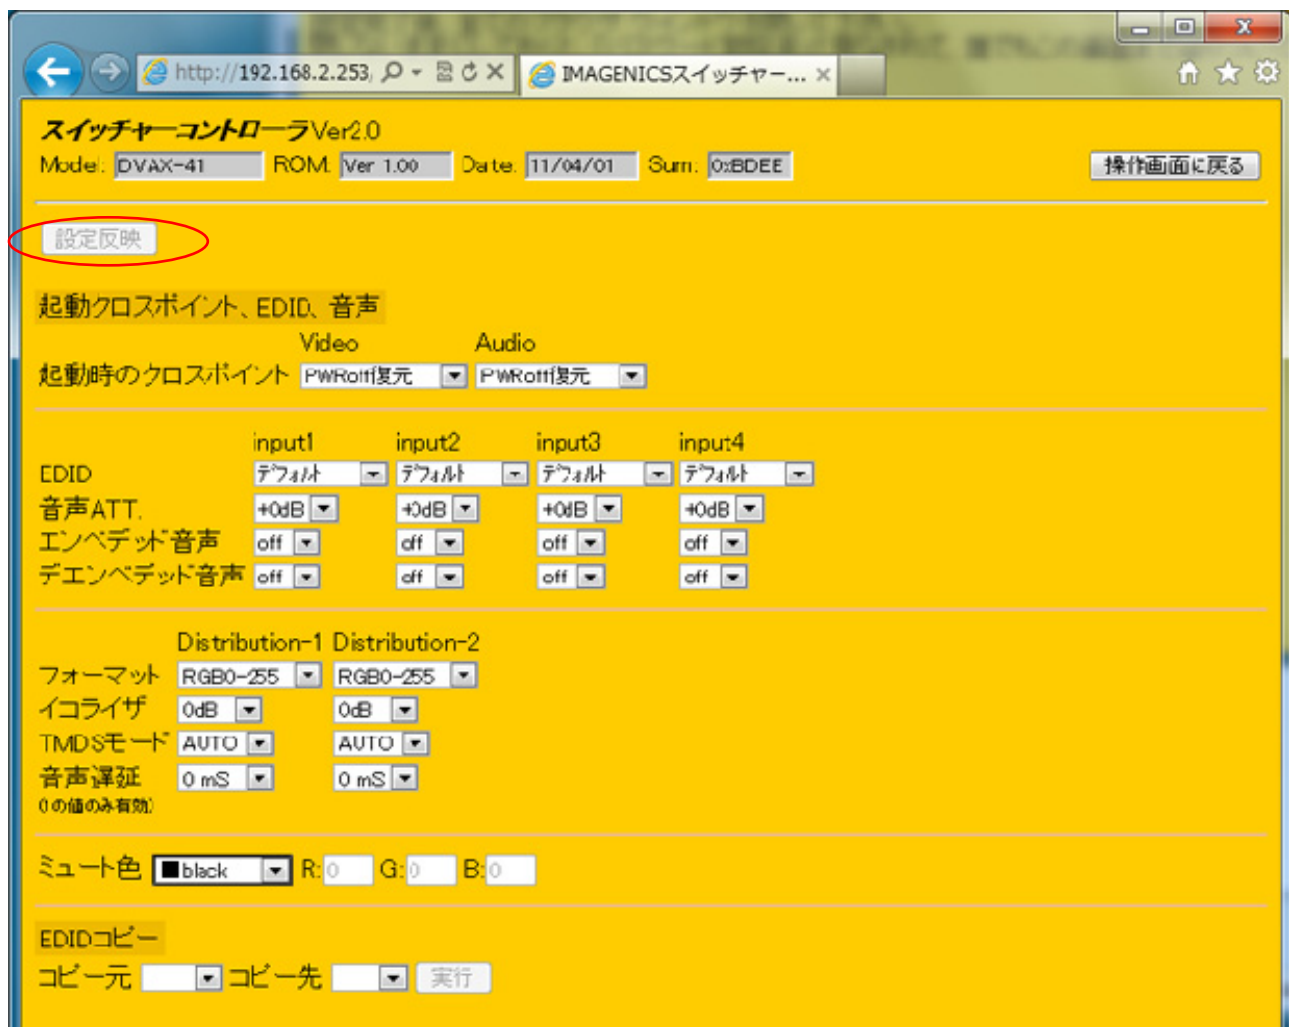 http://192.168.2.253, IMAGENICSスイッチャー...
スイッチャーコントローラVer2.0
Model: DVAX-41 ROM: Ver 1.00 Date: 11/04/01 Sum: 0xBDEE 操作画面に戻る
設定反映
起動クロスポイント、EDID、音声
Video Audio
起動時のクロスポイント PWRoff復元 PWRoff復元
input1 input2 input3 input4
EDID デフォルト デフォルト デフォルト デフォルト
音声ATT. +0dB +0dB +0dB +0dB
エンベデッド音声 off off off off
デエンベデッド音声 off off off off
Distribution-1 Distribution-2
フォーマット RGB0-255 RGB0-255
イコライザ 0dB 0dB
TMDSモード AUTO AUTO
音声遅延 0 mS 0 mS
(の値のみ有効)
ミュート色 black R:0 G:0 B:0
EDIDコピー
コピー元 コピー先 実行